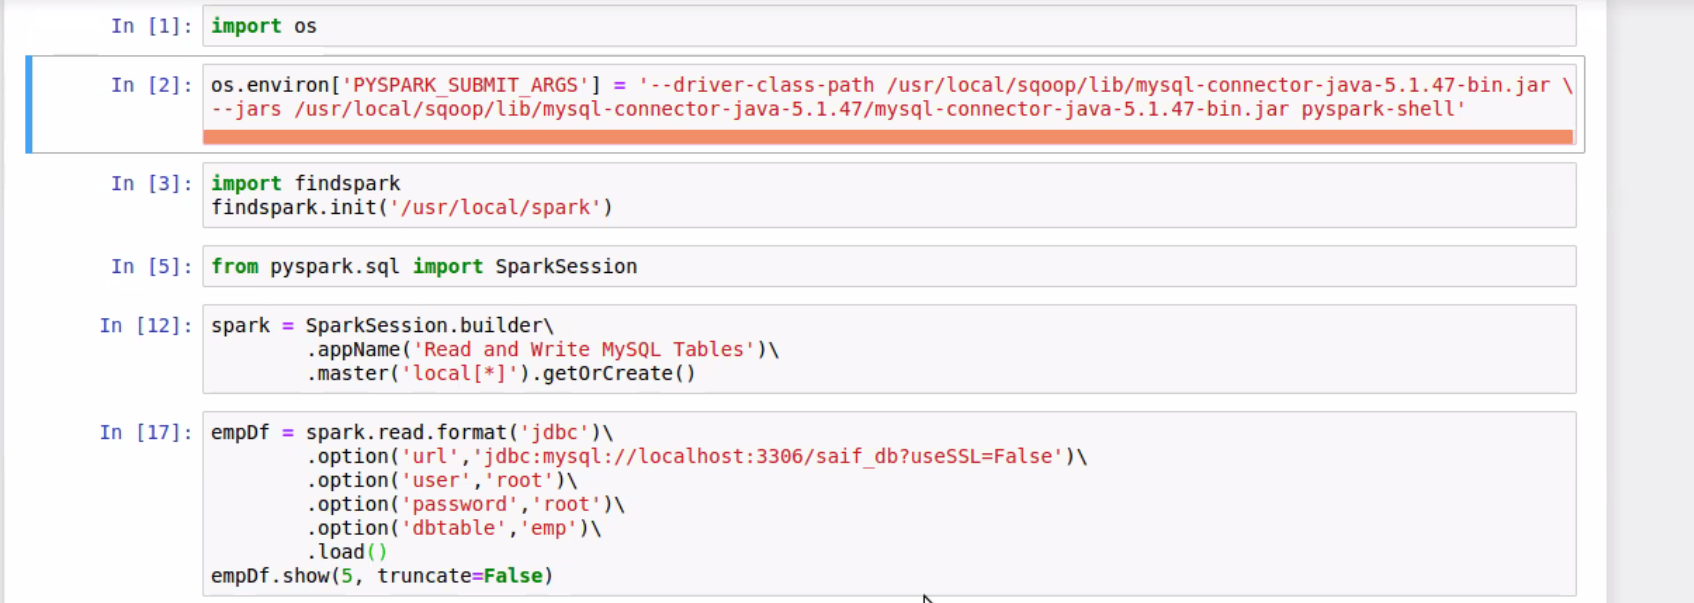 In [1]: import os
In [2]: os.environ['PYSPARK_SUBMIT_ARGS'] = '--driver-class-path /usr/local/sqoop/lib/mysql-connector-java-5.1.47-bin.jar \
--jars /usr/local/sqoop/lib/mysql-connector-java-5.1.47/mysql-connector-java-5.1.47-bin.jar pyspark-shell'
In [3]: import findspark
findspark.init('/usr/local/spark')
In [5]: from pyspark.sql import SparkSession
In [12]: spark = SparkSession.builder\
.appName('Read and Write MySQL Tables')\
.master('local[*]').getOrCreate()
In [17]: empDf = spark.read.format('jdbc')\
.option('url','jdbc:mysql://localhost:3306/saif_db?useSSL=False')\
.option('user','root')\
.option('password','root')\
.option('dbtable','emp')\
.load()
empDf.show(5, truncate=False)